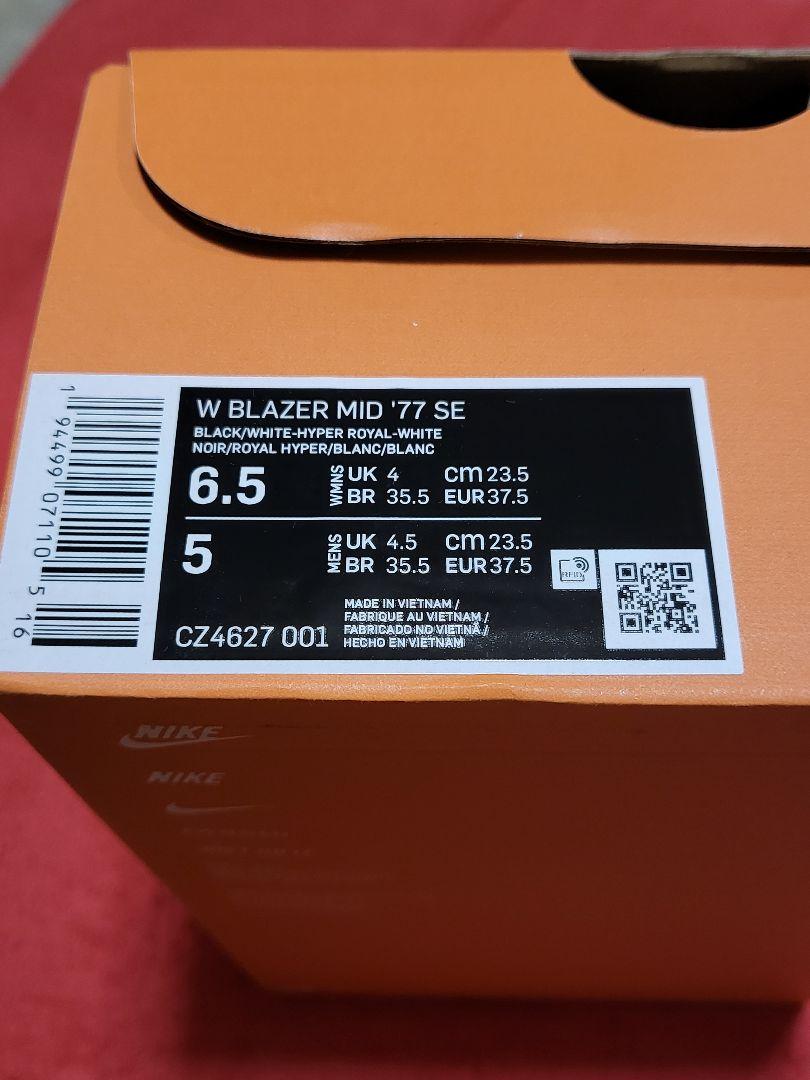 W BLAZER MID '77 SE
BLACK/WHITE-HYPER ROYAL-WHITE
NOIR/ROYAL HYPER/BLANC/BLANC
6.5 WMNS UK 4 cm 23.5
BR 35.5 EUR 37.5
5 MENS UK 4.5 cm 23.5
BR 35.5 EUR 37.5
RFID
CZ4627 001
MADE IN VIETNAM /
FABRIQUE AU VIETNAM /
FABRICADO NO VIETNÃ /
HECHO EN VIETNAM
1 94499 07110 5 16
NIKE
NIKE